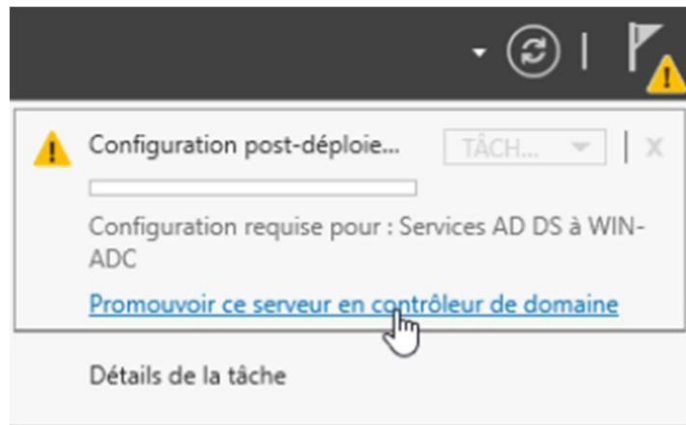 Configuration post-déploie...
TÂCH...
X
Configuration requise pour : Services AD DS à WIN-
ADC
Promouvoir ce serveur en contrôleur de domaine
Détails de la tâche